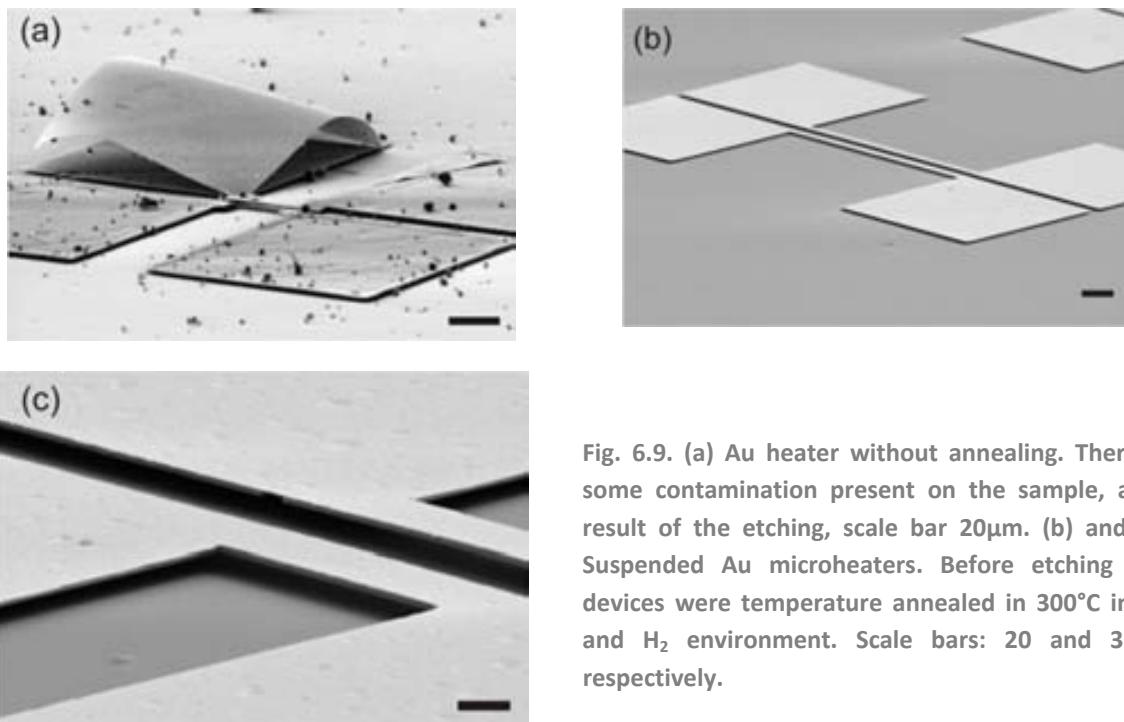 (a)
(b)
(c)
Fig. 6.9. (a) Au heater without annealing. Ther
some contamination present on the sample, a
result of the etching, scale bar 20µm. (b) and
Suspended Au microheaters. Before etching
devices were temperature annealed in 300°C i
and H₂ environment. Scale bars: 20 and 3
respectively.